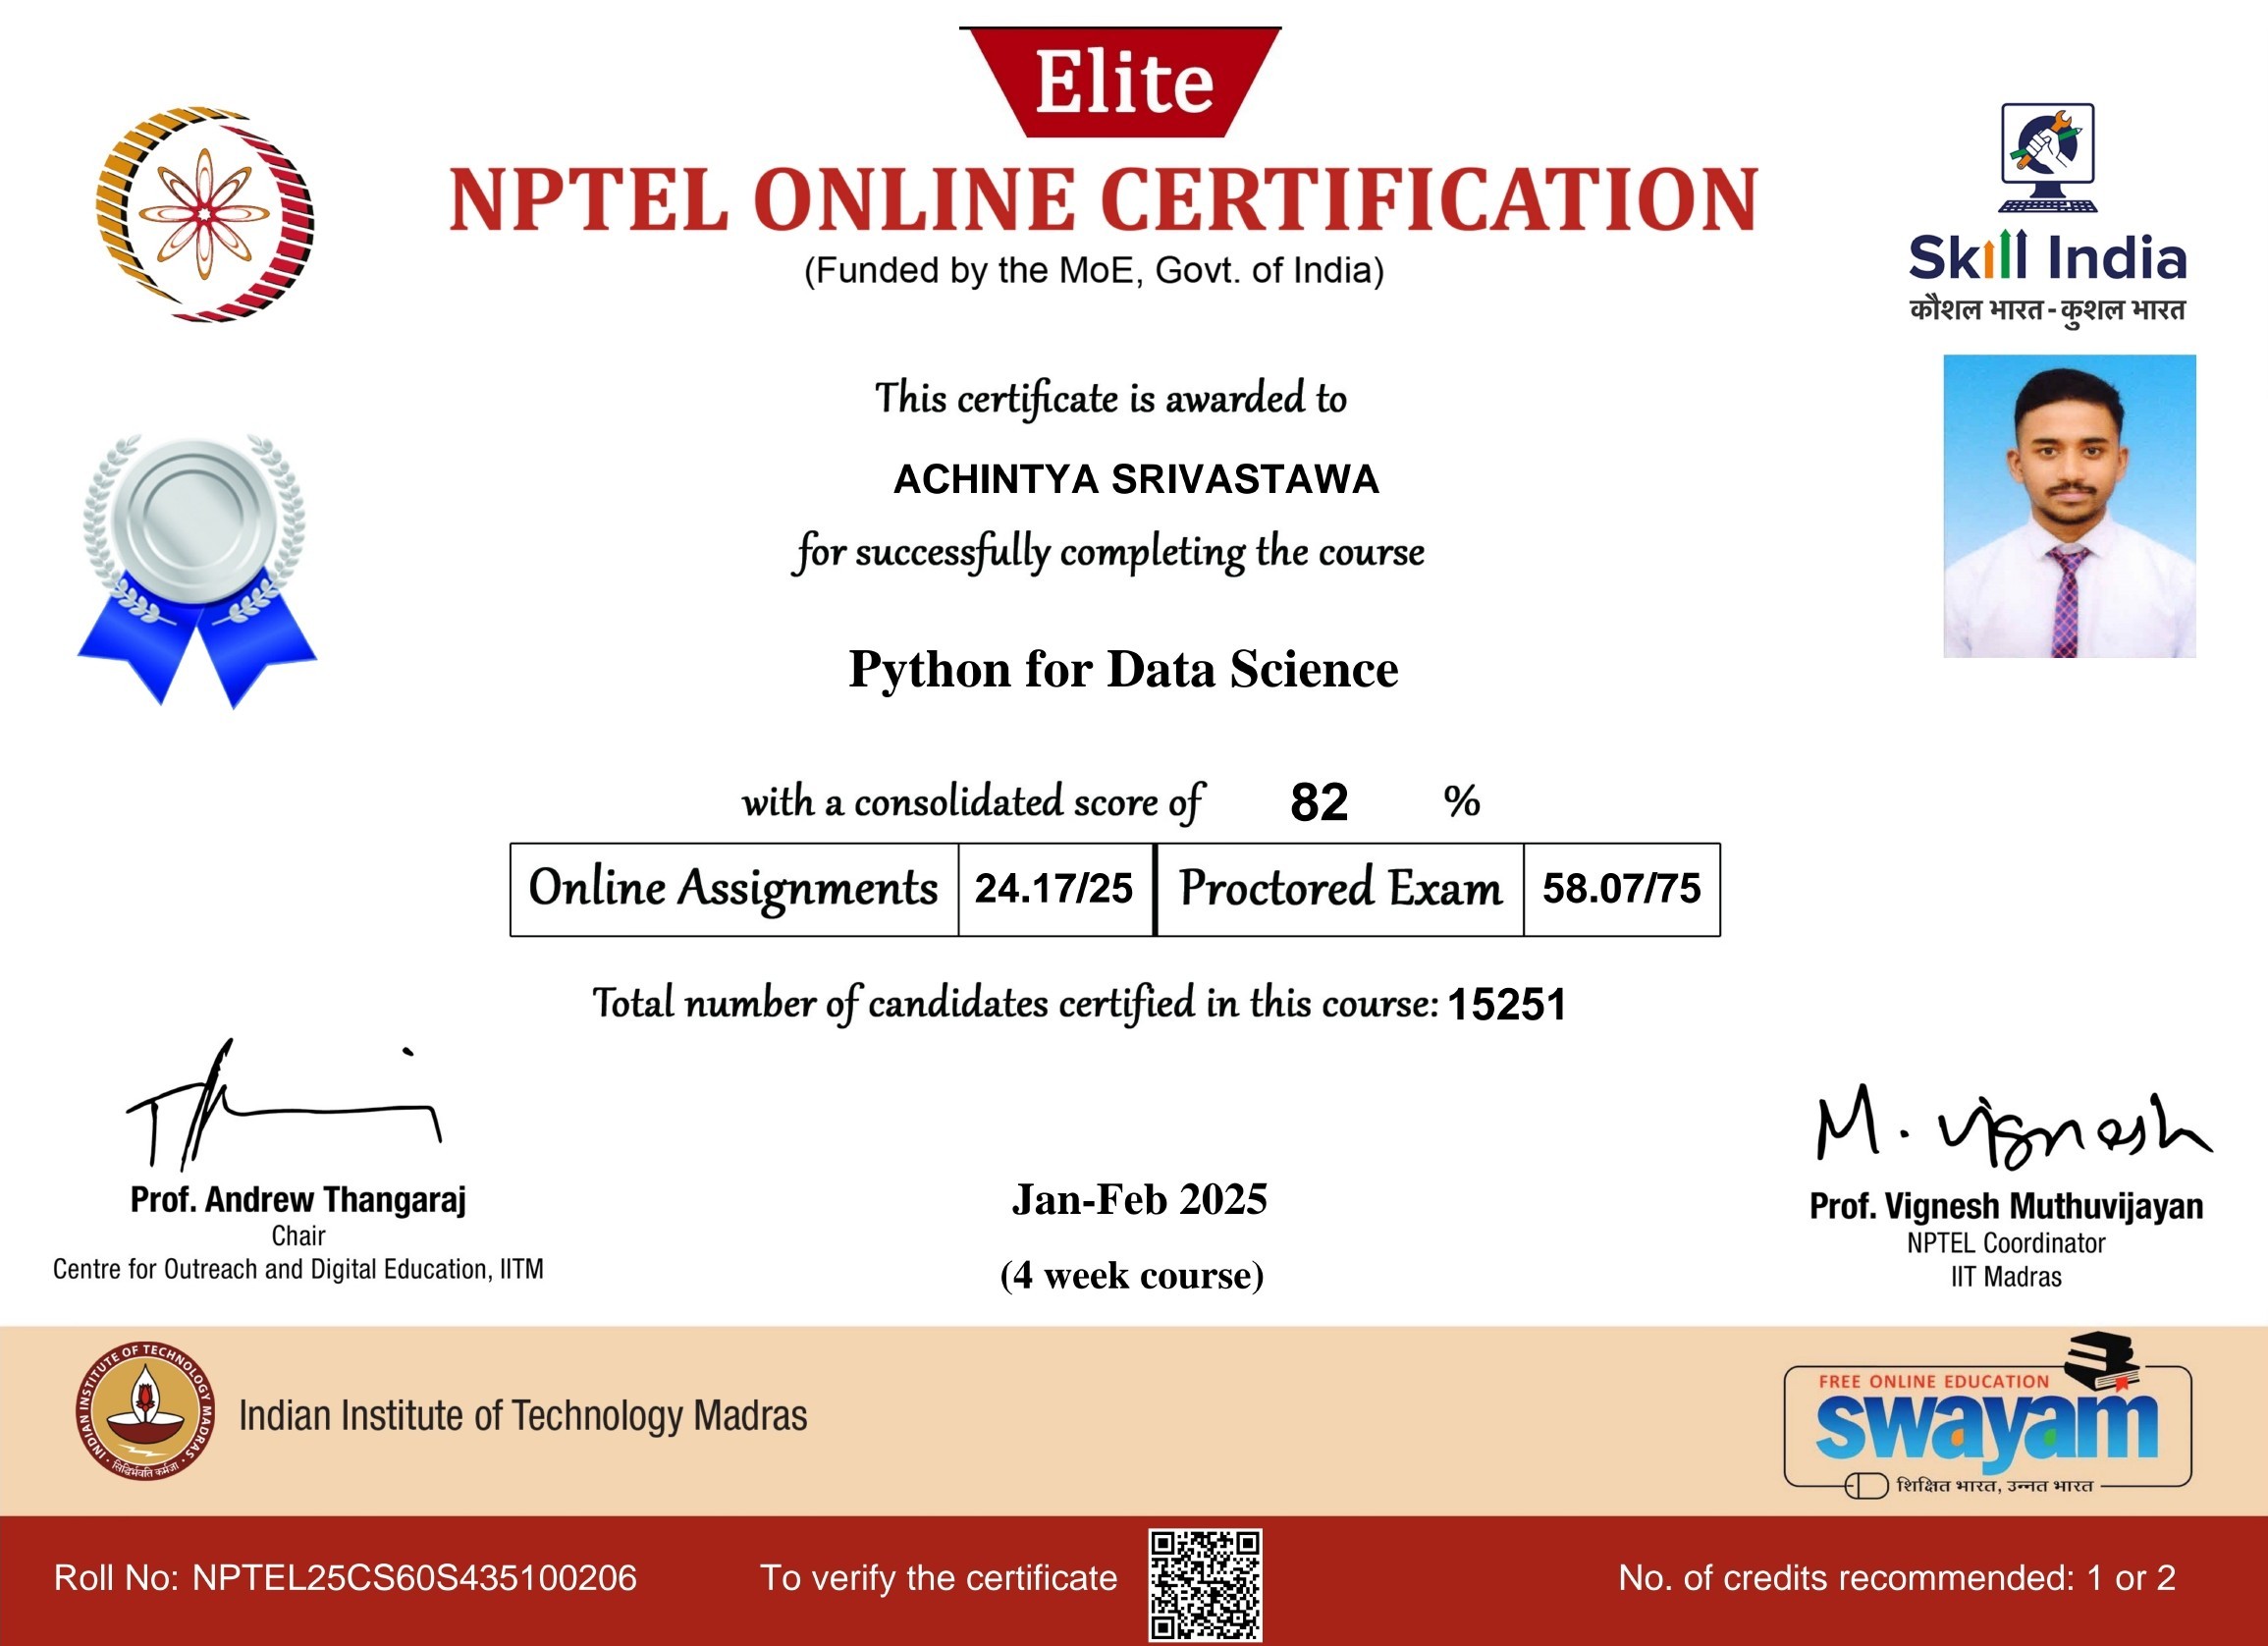 Elite
NPTEL ONLINE CERTIFICATION
(Funded by the MoE, Govt. of India)
Skill India
कौशल भारत - कुशल भारत
This certificate is awarded to
ACHINTYA SRIVASTAWA
for successfully completing the course
Python for Data Science
with a consolidated score of 82 %
Online Assignments 24.17/25 Proctored Exam 58.07/75
Total number of candidates certified in this course: 15251
M. Vignesh
Prof. Andrew Thangaraj
Chair
Centre for Outreach and Digital Education, IITM
Jan-Feb 2025
(4 week course)
Prof. Vignesh Muthuvijayan
NPTEL Coordinator
IIT Madras
INDIAN INSTITUTE OF TECHNOLOGY MADRAS
सिद्धिर्भवति कर्मजा
Indian Institute of Technology Madras
FREE ONLINE EDUCATION
swayam
शिक्षित भारत, उन्नत भारत
Roll No: NPTEL25CS60S435100206
To verify the certificate
No. of credits recommended: 1 or 2